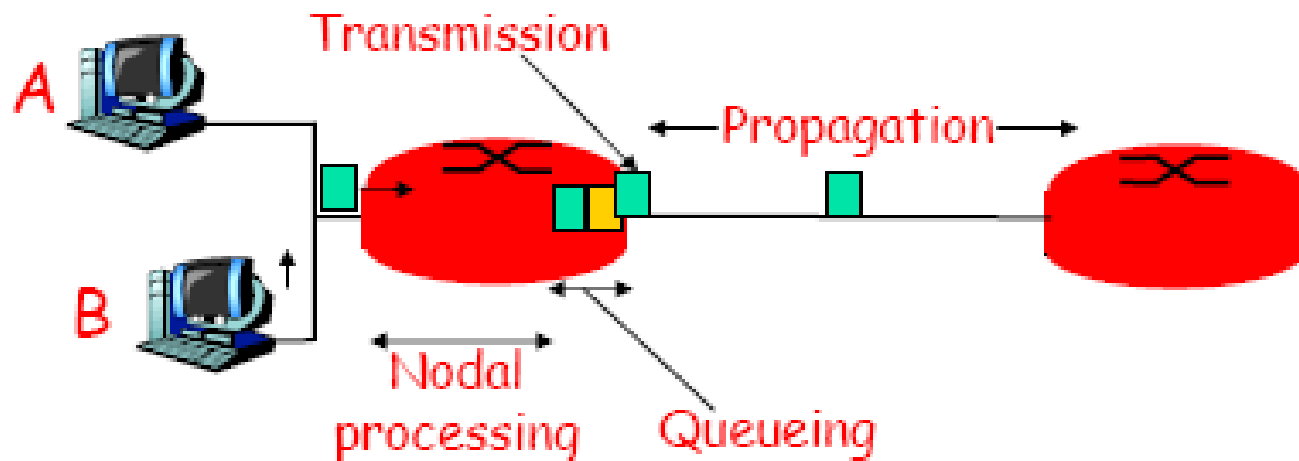 Transmission
A
Propagation
B
Nodal
processing
Queueing